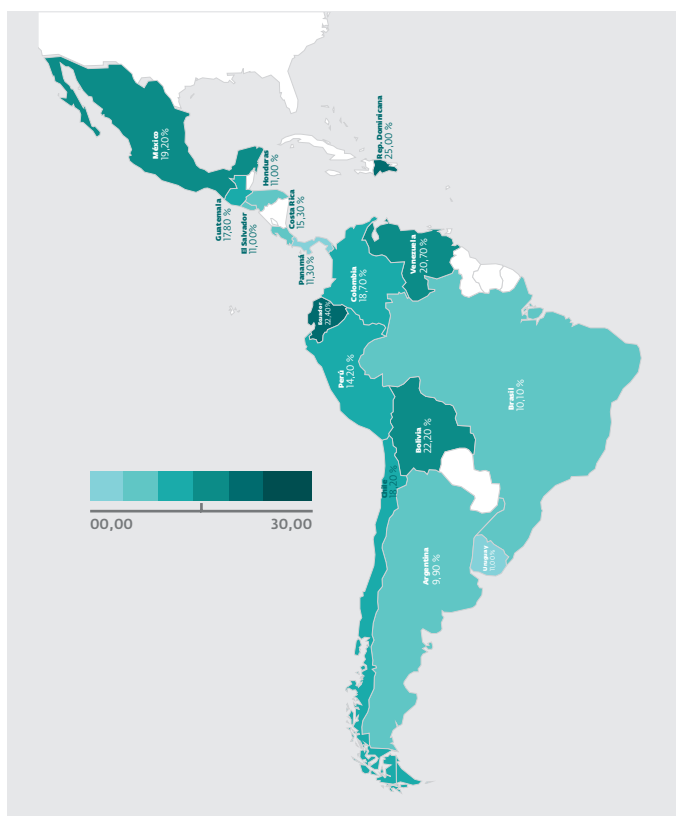 México
19,20 %
Rep. Dominicana
25,00 %
Honduras
11,00 %
Guatemala
17,80 %
El Salvador
11,00%
Costa Rica
15,30 %
Panamá
11,30%
Venezuela
20,70 %
Colombia
18,70 %
Ecuador
22,40%
Perú
14,20 %
Brasil
10,10 %
Bolivia
22,20 %
Chile
18,20 %
Argentina
9,90 %
Uruguay
11,00%
00,00
30,00